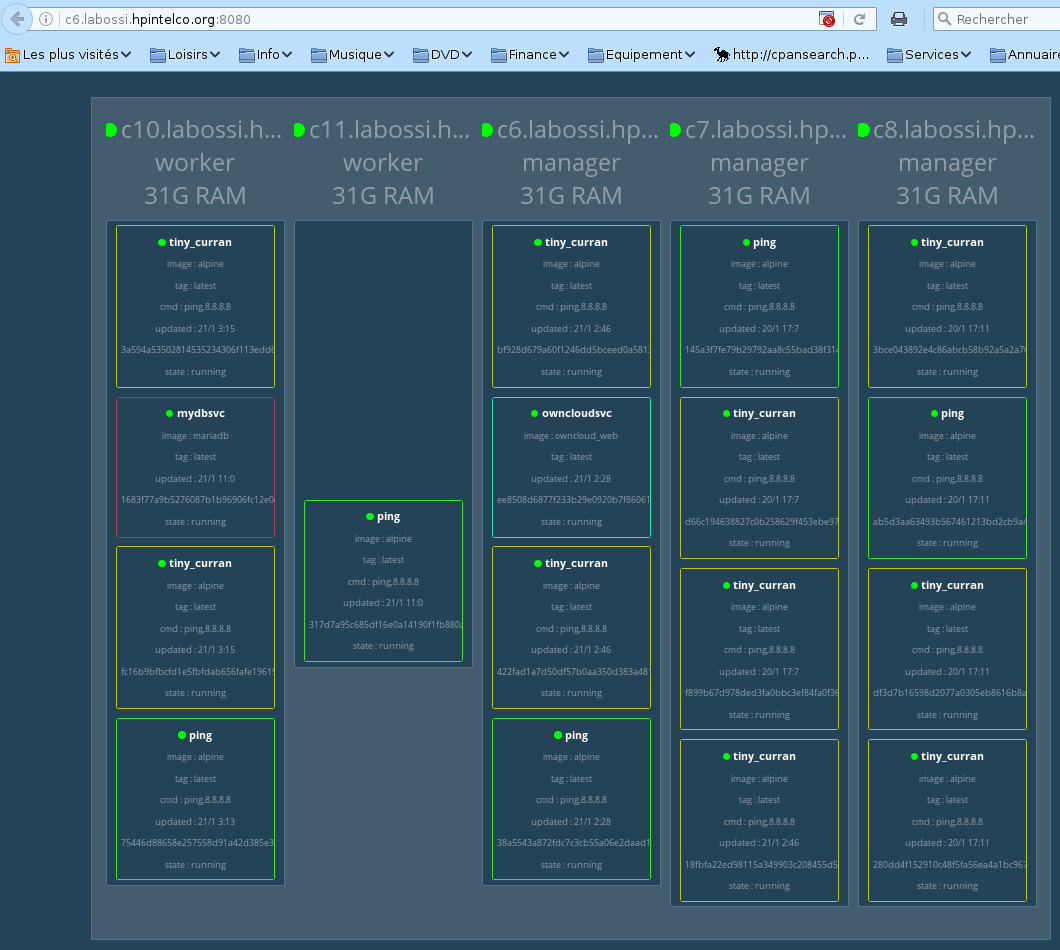 c6.labossi.hpintelco.org:8080
Rechercher
Les plus visités Loisirs Info Musique DVD Finance Equipement http://cpansearch.p... Services Annuaire
c10.labossi.h...
worker
31G RAM
tiny_curran
image : alpine
tag : latest
cmd : ping,8.8.8.8
updated : 21/1 3:15
3a594a53502814535234306f113edd6
state : running
mydbsvc
image : mariadb
tag : latest
updated : 21/1 11:0
1683f77a9b5276087b1b96906fc12e0
state : running
tiny_curran
image : alpine
tag : latest
cmd : ping,8.8.8.8
updated : 21/1 3:15
fc16b9bfbcfd1e5fbfdab656fafe19615
state : running
ping
image : alpine
tag : latest
cmd : ping,8.8.8.8
updated : 21/1 3:13
75446d88658e257558d91a42d385e3
state : running
c11.labossi.h...
worker
31G RAM
ping
image : alpine
tag : latest
cmd : ping,8.8.8.8
updated : 21/1 11:0
317d7a95c685df16e0a14190f1fb880a
state : running
c6.labossi.hp...
manager
31G RAM
tiny_curran
image : alpine
tag : latest
cmd : ping,8.8.8.8
updated : 21/1 2:46
bf928d679a60f1246dd5bceed0a5813
state : running
owncloudsvc
image : owncloud_web
tag : latest
updated : 21/1 2:28
ee8508d6877f233b29e0920b7f86061
state : running
tiny_curran
image : alpine
tag : latest
cmd : ping,8.8.8.8
updated : 21/1 2:46
422fad1a7d50df57b0aa350d383a481
state : running
ping
image : alpine
tag : latest
cmd : ping,8.8.8.8
updated : 21/1 2:28
38a5543a872fdc7c3cb55a06e2daad1
state : running
c7.labossi.hp...
manager
31G RAM
ping
image : alpine
tag : latest
cmd : ping,8.8.8.8
updated : 20/1 17:7
145a3f7fe79b29792aa8c55bad38f314
state : running
tiny_curran
image : alpine
tag : latest
cmd : ping,8.8.8.8
updated : 20/1 17:7
d66c194638827c0b258629f453ebe97
state : running
tiny_curran
image : alpine
tag : latest
cmd : ping,8.8.8.8
updated : 20/1 17:7
f899b67d978ded3fa0bbc3ef84fa0f36
state : running
tiny_curran
image : alpine
tag : latest
cmd : ping,8.8.8.8
updated : 21/1 2:46
18fbfa22ed98115a349903c208455d5
state : running
c8.labossi.hp...
manager
31G RAM
tiny_curran
image : alpine
tag : latest
cmd : ping,8.8.8.8
updated : 20/1 17:11
3bce043892e4c86abcb58b92a5a2a7
state : running
ping
image : alpine
tag : latest
cmd : ping,8.8.8.8
updated : 20/1 17:11
ab5d3aa63493b567461213bd2cb9a4
state : running
tiny_curran
image : alpine
tag : latest
cmd : ping,8.8.8.8
updated : 20/1 17:11
df3d7b16598d2077a0305eb8616b8a
state : running
tiny_curran
image : alpine
tag : latest
cmd : ping,8.8.8.8
updated : 20/1 17:11
280dd4f152910c48f5fa56ea4a1bc967
state : running